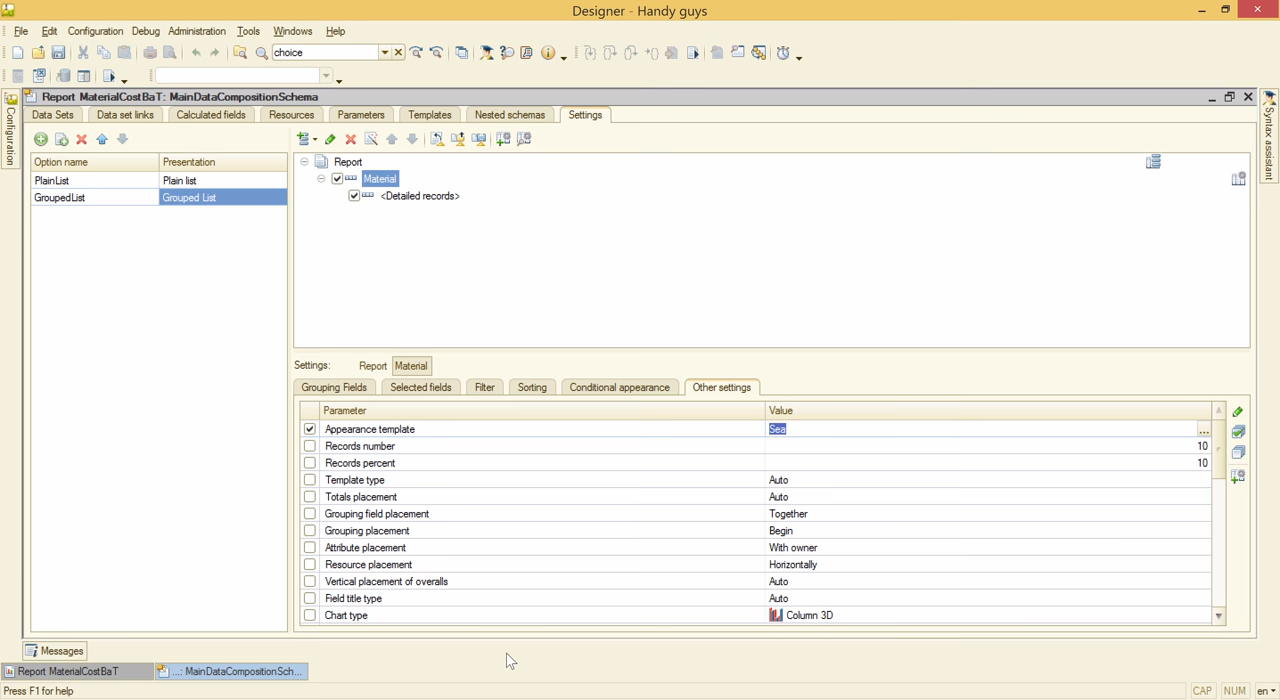 Designer - Handy guys
File Edit Configuration Debug Administration Tools Windows Help
choice
Report MaterialCostBaT: MainDataCompositionSchema
Data Sets Data set links Calculated fields Resources Parameters Templates Nested schemas Settings
Option name Presentation
PlainList Plain list
GroupedList Grouped List
Report
Material
<Detailed records>
Settings: Report Material
Grouping Fields Selected fields Filter Sorting Conditional appearance Other settings
Parameter Value
Appearance template Sea ...
Records number 10
Records percent 10
Template type Auto
Totals placement Auto
Grouping field placement Together
Grouping placement Begin
Attribute placement With owner
Resource placement Horizontally
Vertical placement of overalls Auto
Field title type Auto
Chart type Column 3D
Configuration
Syntax assistant
Messages
Report MaterialCostBaT ...: MainDataCompositionSch...
Press F1 for help CAP NUM en